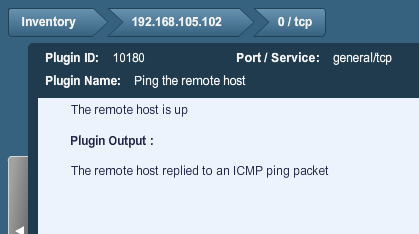 Inventory 192.168.105.102 0 / tcp
Plugin ID: 10180 Port / Service: general/tcp
Plugin Name: Ping the remote host
The remote host is up
Plugin Output :
The remote host replied to an ICMP ping packet